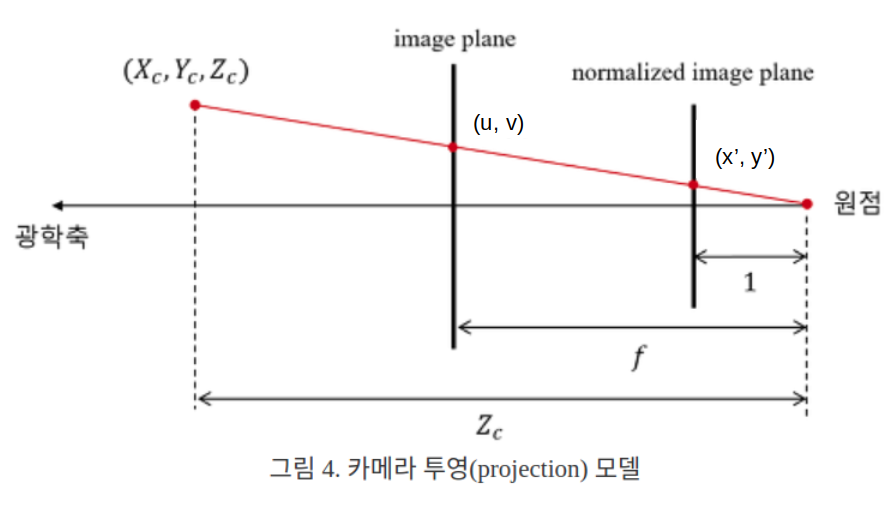 image plane
(X_c, Y_c, Z_c)
normalized image plane
(u, v)
(x’, y’)
원점
광학축
1
f
Z_c
그림 4. 카메라 투영(projection) 모델